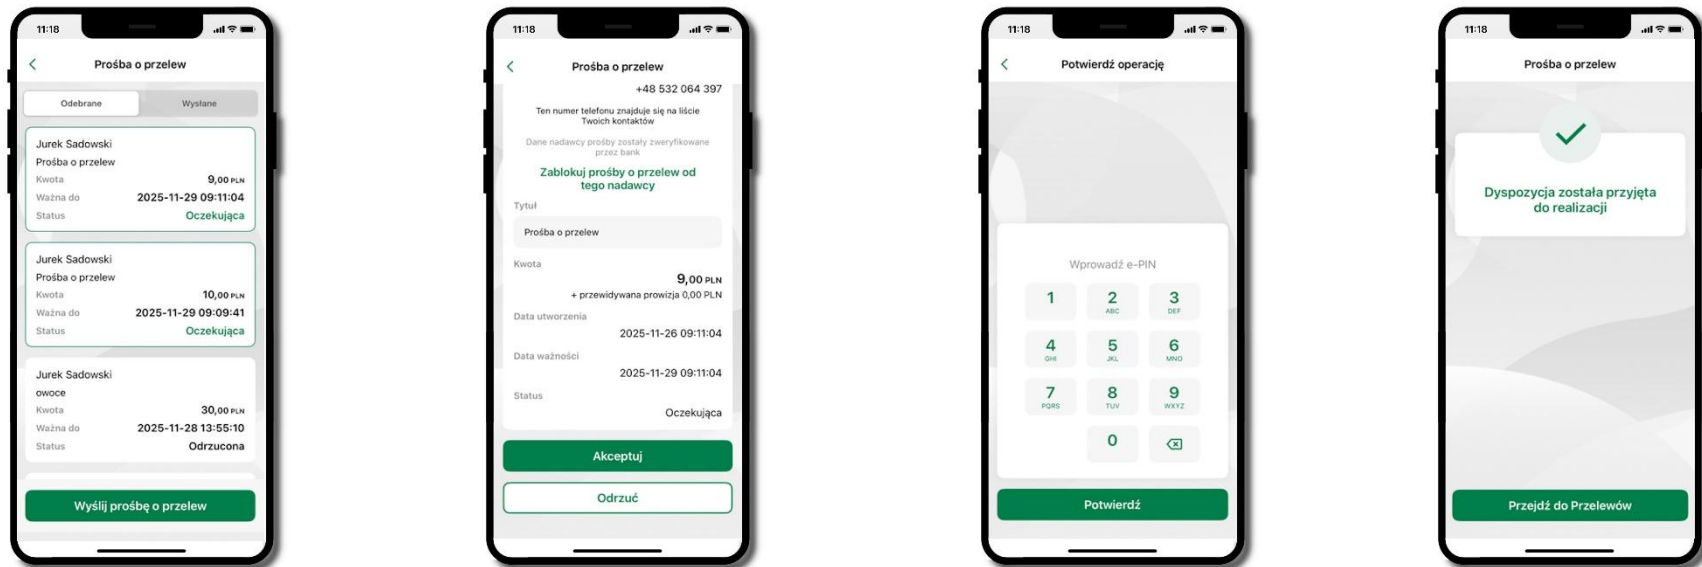 11:18
Prośba o przelew
Odebrane Wysłane
Jurek Sadowski
Prośba o przelew
Kwota 9,00 PLN
Ważna do 2025-11-29 09:11:04
Status Oczekująca
Jurek Sadowski
Prośba o przelew
Kwota 10,00 PLN
Ważna do 2025-11-29 09:09:41
Status Oczekująca
Jurek Sadowski
owoce
Kwota 30,00 PLN
Ważna do 2025-11-28 13:55:10
Status Odrzucona
Wyślij prośbę o przelew
11:18
Prośba o przelew
+48 532 064 397
Ten numer telefonu znajduje się na liście
Twoich kontaktów
Dane nadawcy prośby zostały zweryfikowane
przez bank
Zablokuj prośby o przelew od
tego nadawcy
Tytuł
Prośba o przelew
Kwota
9,00 PLN
+ przewidywana prowizja 0,00 PLN
Data utworzenia
2025-11-26 09:11:04
Data ważności
2025-11-29 09:11:04
Status
Oczekująca
Akceptuj
Odrzuć
11:18
Potwierdź operację
Wprowadź e-PIN
1 2 3
ABC DEF
4 5 6
GHI JKL MNO
7 8 9
PQRS TUV WXYZ
0
Potwierdź
11:18
Prośba o przelew
Dyspozycja została przyjęta
do realizacji
Przejdź do Przelewów